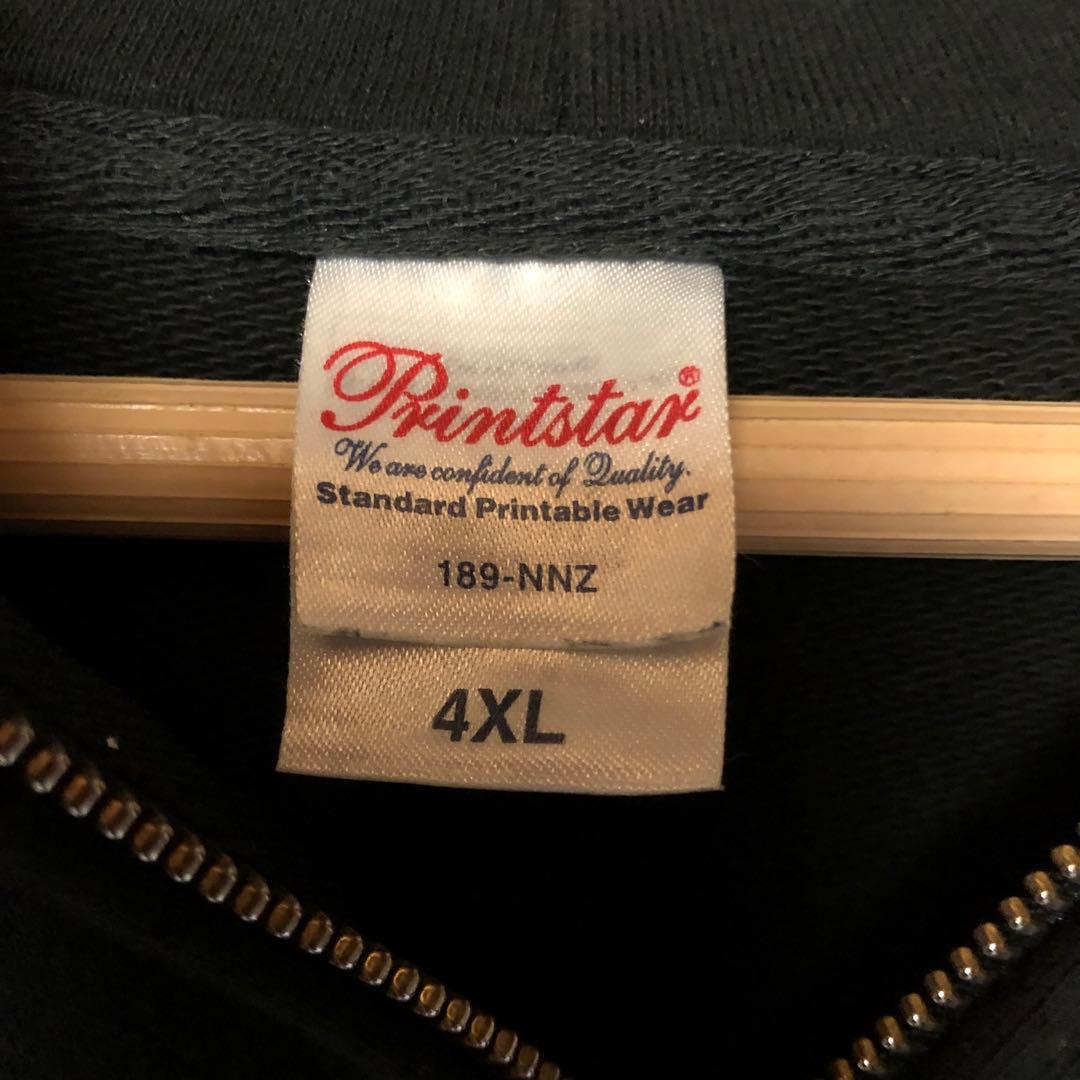 Printstar®
We are confident of Quality.
Standard Printable Wear
189-NNZ
4XL